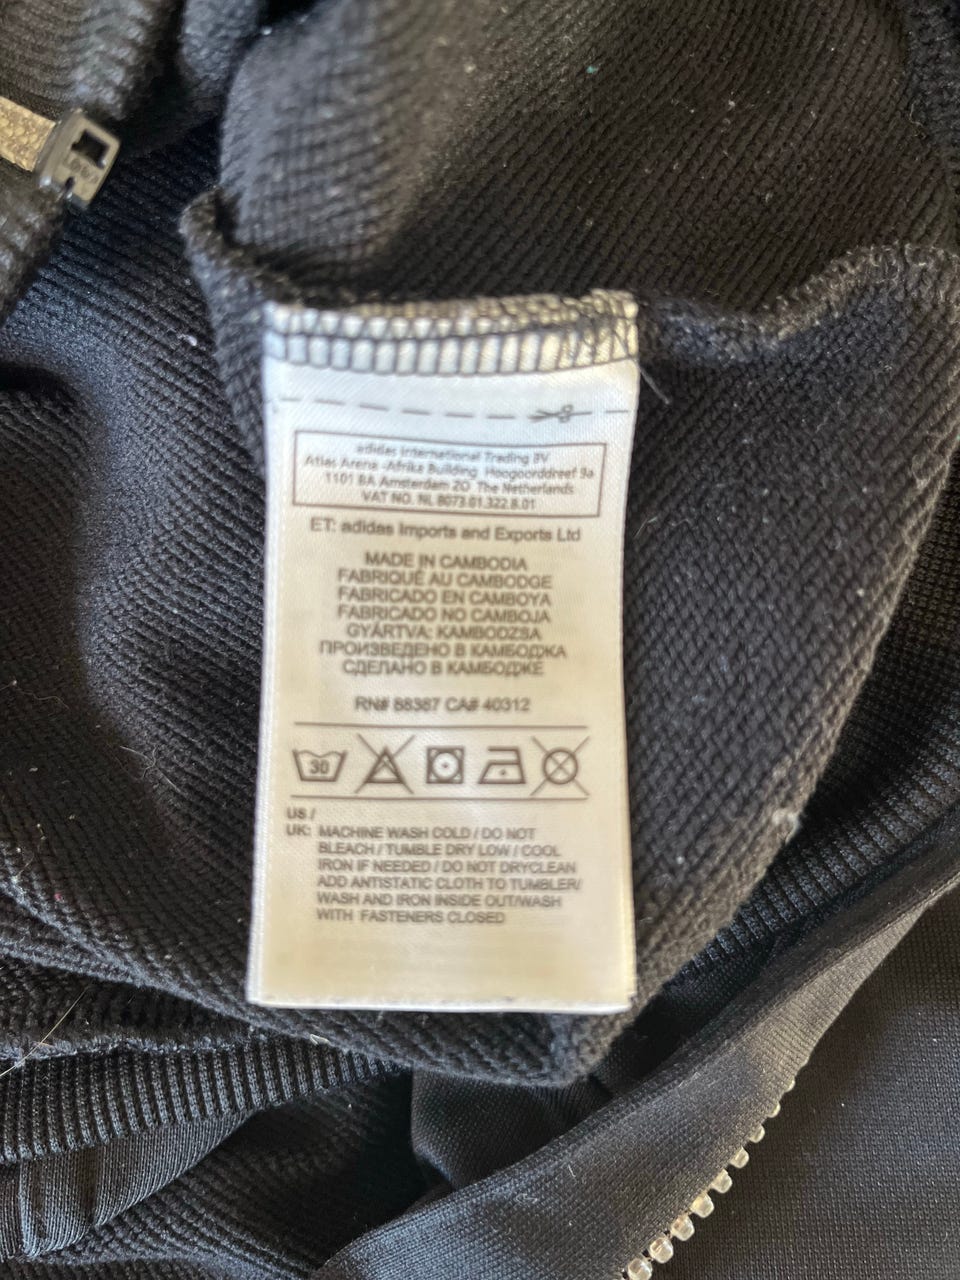 adidas International Trading BV
Atlas Arena -Afrika Building Hoogoorddreef 9a
1101 BA Amsterdam ZO The Netherlands
VAT NO. NL 8073.01.322.B.01
ET: adidas Imports and Exports Ltd
MADE IN CAMBODIA
FABRIQUÉ AU CAMBODGE
FABRICADO EN CAMBOYA
FABRICADO NO CAMBOJA
GYÁRTVA: KAMBODZSA
ПРОИЗВЕДЕНО В КАМБОДЖА
СДЕЛАНО В КАМБОДЖЕ
RN# 88387 CA# 40312
30
US /
UK: MACHINE WASH COLD / DO NOT
BLEACH / TUMBLE DRY LOW / COOL
IRON IF NEEDED / DO NOT DRYCLEAN
ADD ANTISTATIC CLOTH TO TUMBLER/
WASH AND IRON INSIDE OUT/WASH
WITH FASTENERS CLOSED